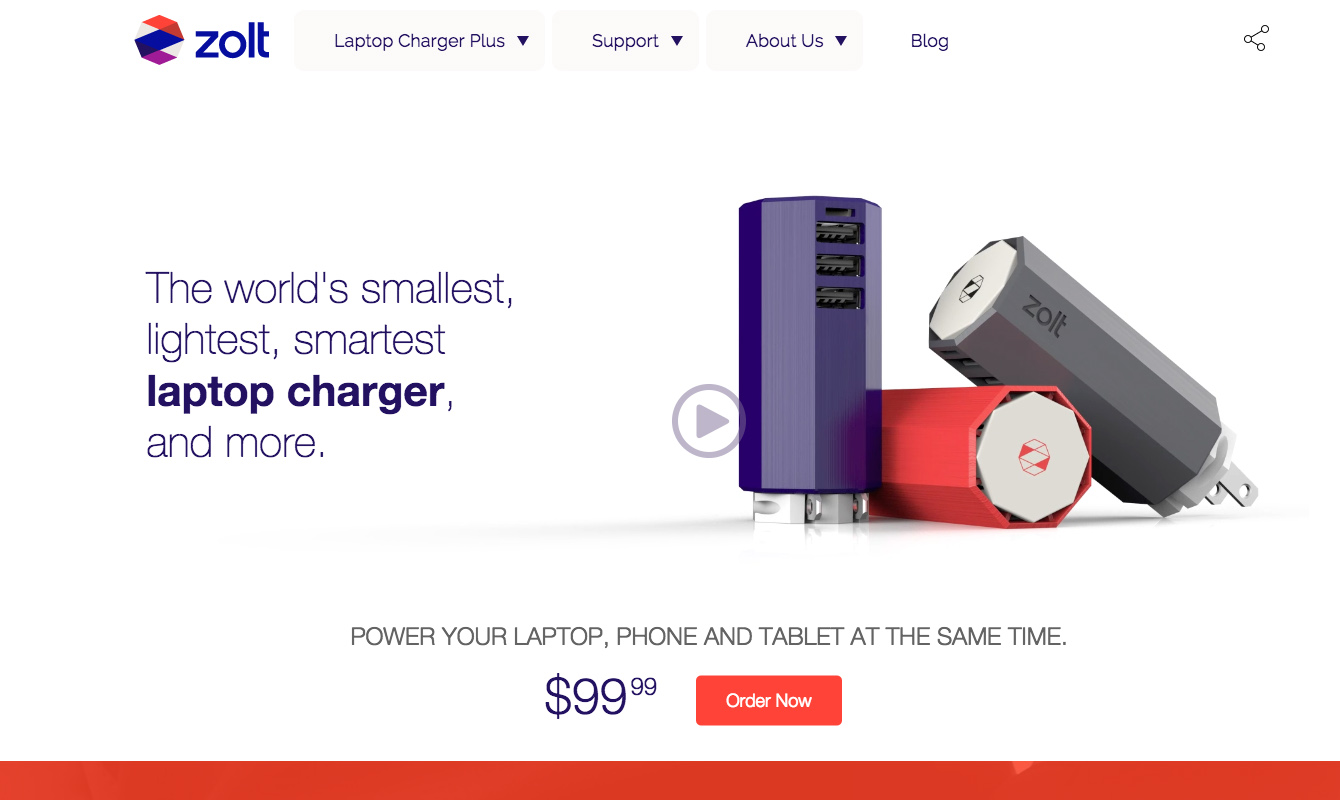 zolt
Laptop Charger Plus
Support
About Us
Blog
The world's smallest,
lightest, smartest
laptop charger,
and more.
zolt
POWER YOUR LAPTOP, PHONE AND TABLET AT THE SAME TIME.
$99 99
Order Now